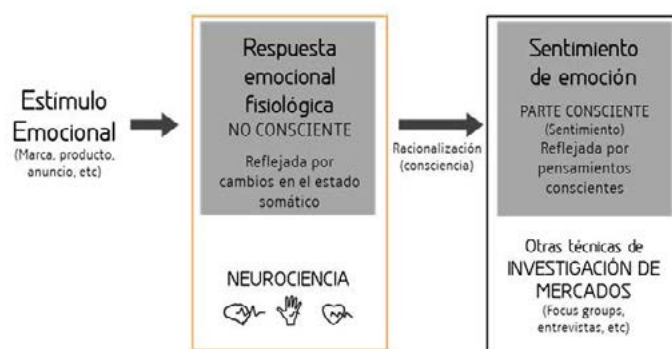 Estímulo
Emocional
(Marca, producto,
anuncio, etc)
Respuesta
emocional
fisiológica
NO CONSCIENTE
Reflejada por
cambios en el estado
somático
NEUROCIENCIA
Racionalización
(consciencia)
Sentimiento
de emoción
PARTE CONSCIENTE
(Sentimiento)
Reflejada por
pensamientos
conscientes
Otras técnicas de
INVESTIGACIÓN DE
MERCADOS
(Focus groups,
entrevistas, etc)